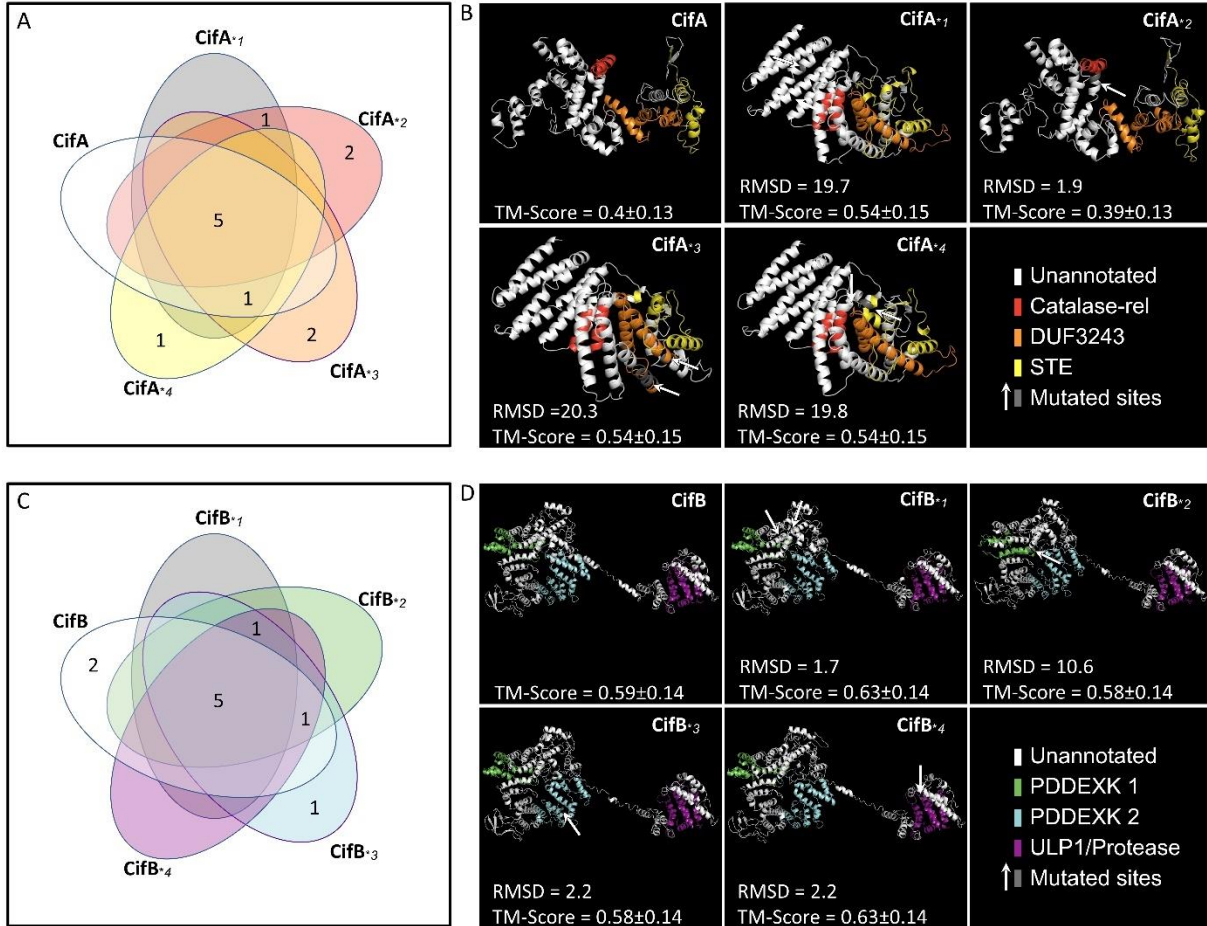 A
CifA*1
CifA*2
CifA
1
2
5
1
1
2
CifA*4
CifA*3
B
CifA
TM-Score = 0.4±0.13
CifA*1
RMSD = 19.7
TM-Score = 0.54±0.15
CifA*2
RMSD = 1.9
TM-Score = 0.39±0.13
CifA*3
RMSD =20.3
TM-Score = 0.54±0.15
CifA*4
RMSD = 19.8
TM-Score = 0.54±0.15
Unannotated
Catalase-rel
DUF3243
STE
Mutated sites
C
CifB*1
CifB*2
CifB
1
2
5
1
1
CifB*3
CifB*4
D
CifB
TM-Score = 0.59±0.14
CifB*1
RMSD = 1.7
TM-Score = 0.63±0.14
CifB*2
RMSD = 10.6
TM-Score = 0.58±0.14
CifB*3
RMSD = 2.2
TM-Score = 0.58±0.14
CifB*4
RMSD = 2.2
TM-Score = 0.63±0.14
Unannotated
PDDEXK 1
PDDEXK 2
ULP1/Protease
Mutated sites